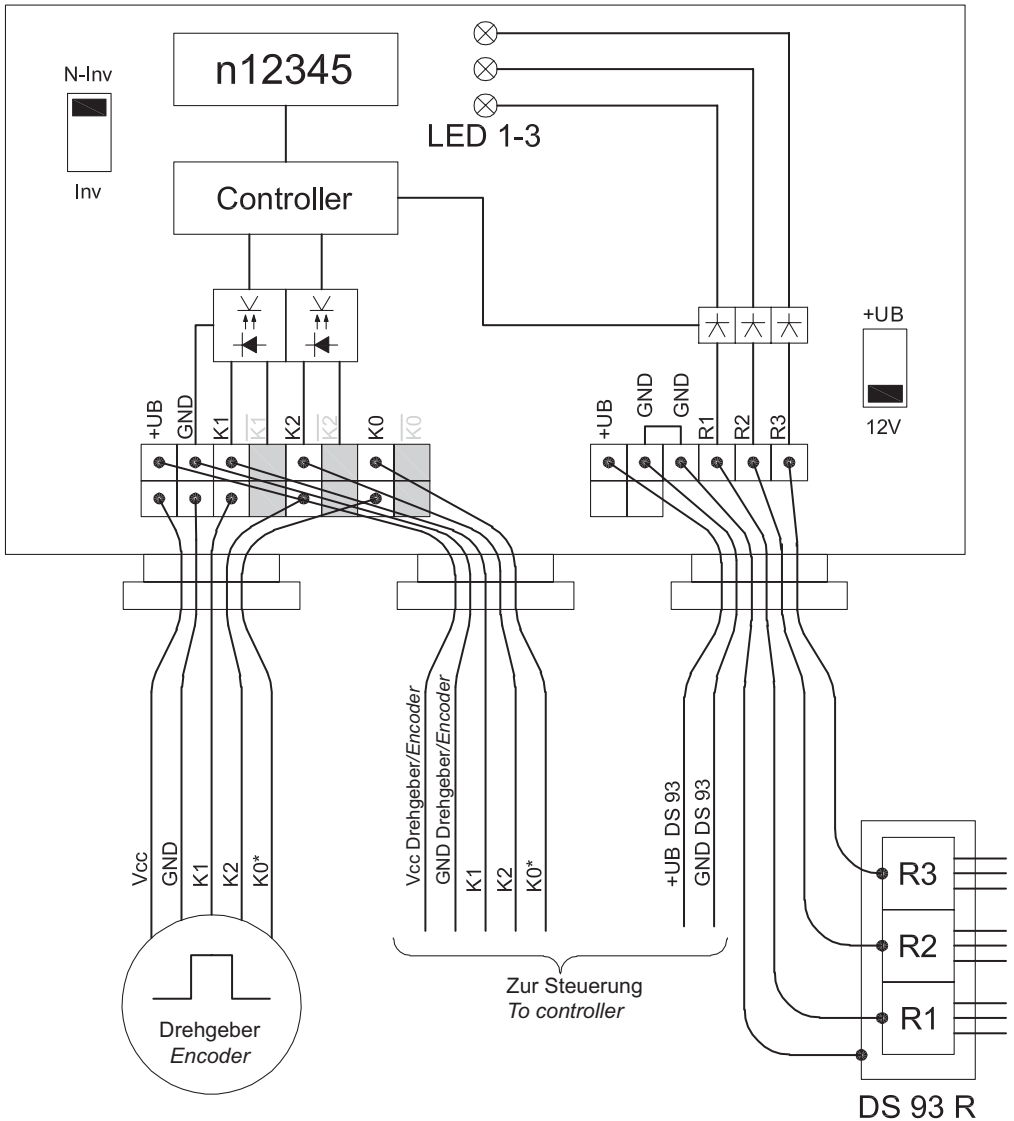 n12345
N-Inv
Inv
LED 1-3
Controller
+UB
12V
+UB
GND
K1
K1
K2
K2
K0
K0
+UB
GND
GND
R1
R2
R3
Vcc
GND
K1
K2
K0*
Vcc Drehgeber/Encoder
GND Drehgeber/Encoder
K1
K2
K0*
+UB DS 93
GND DS 93
R3
R2
R1
Zur Steuerung
To controller
Drehgeber
Encoder
DS 93 R